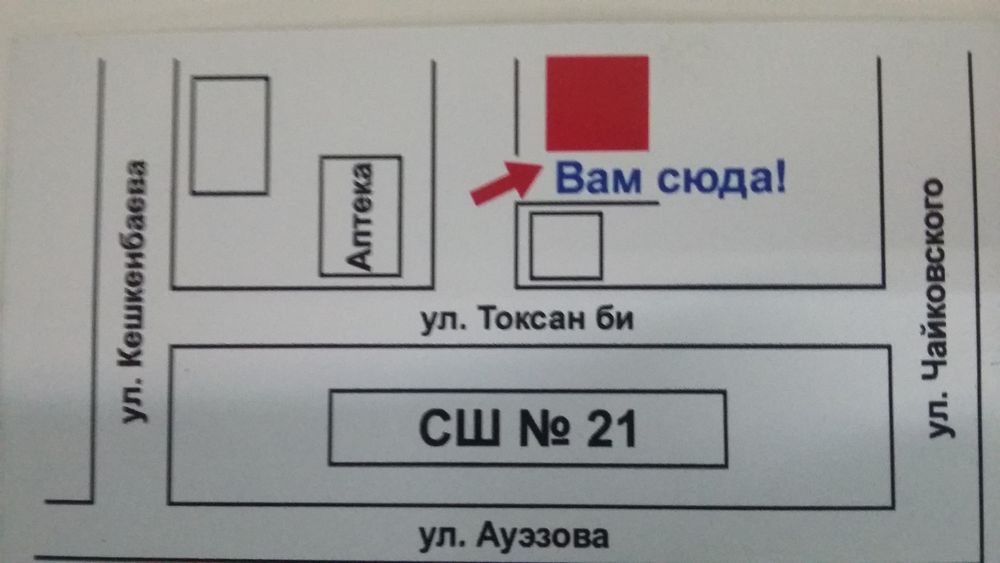 Вам сюда!
ул. Кешкенбаева
Аптека
ул. Чайковского
ул. Токсан би
СШ № 21
ул. Ауэзова